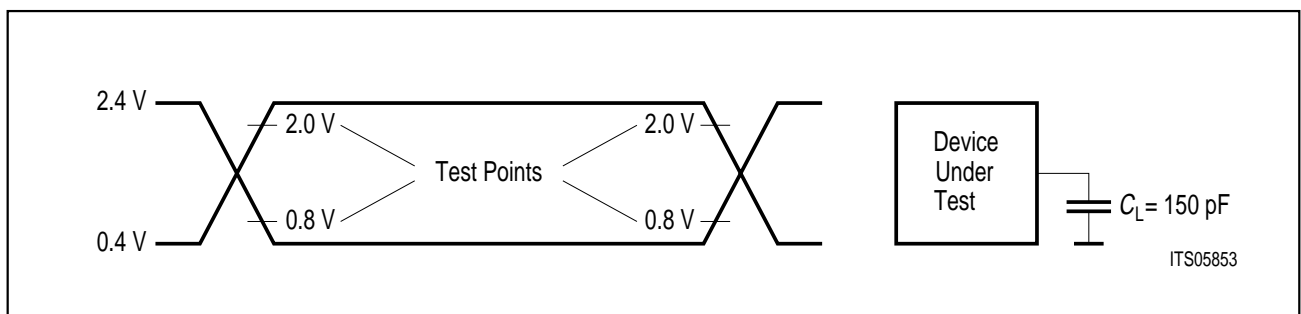 2.4 V
2.0 V
2.0 V
Test Points
0.8 V
0.8 V
0.4 V
Device
Under
Test
C_L = 150 pF
ITS05853